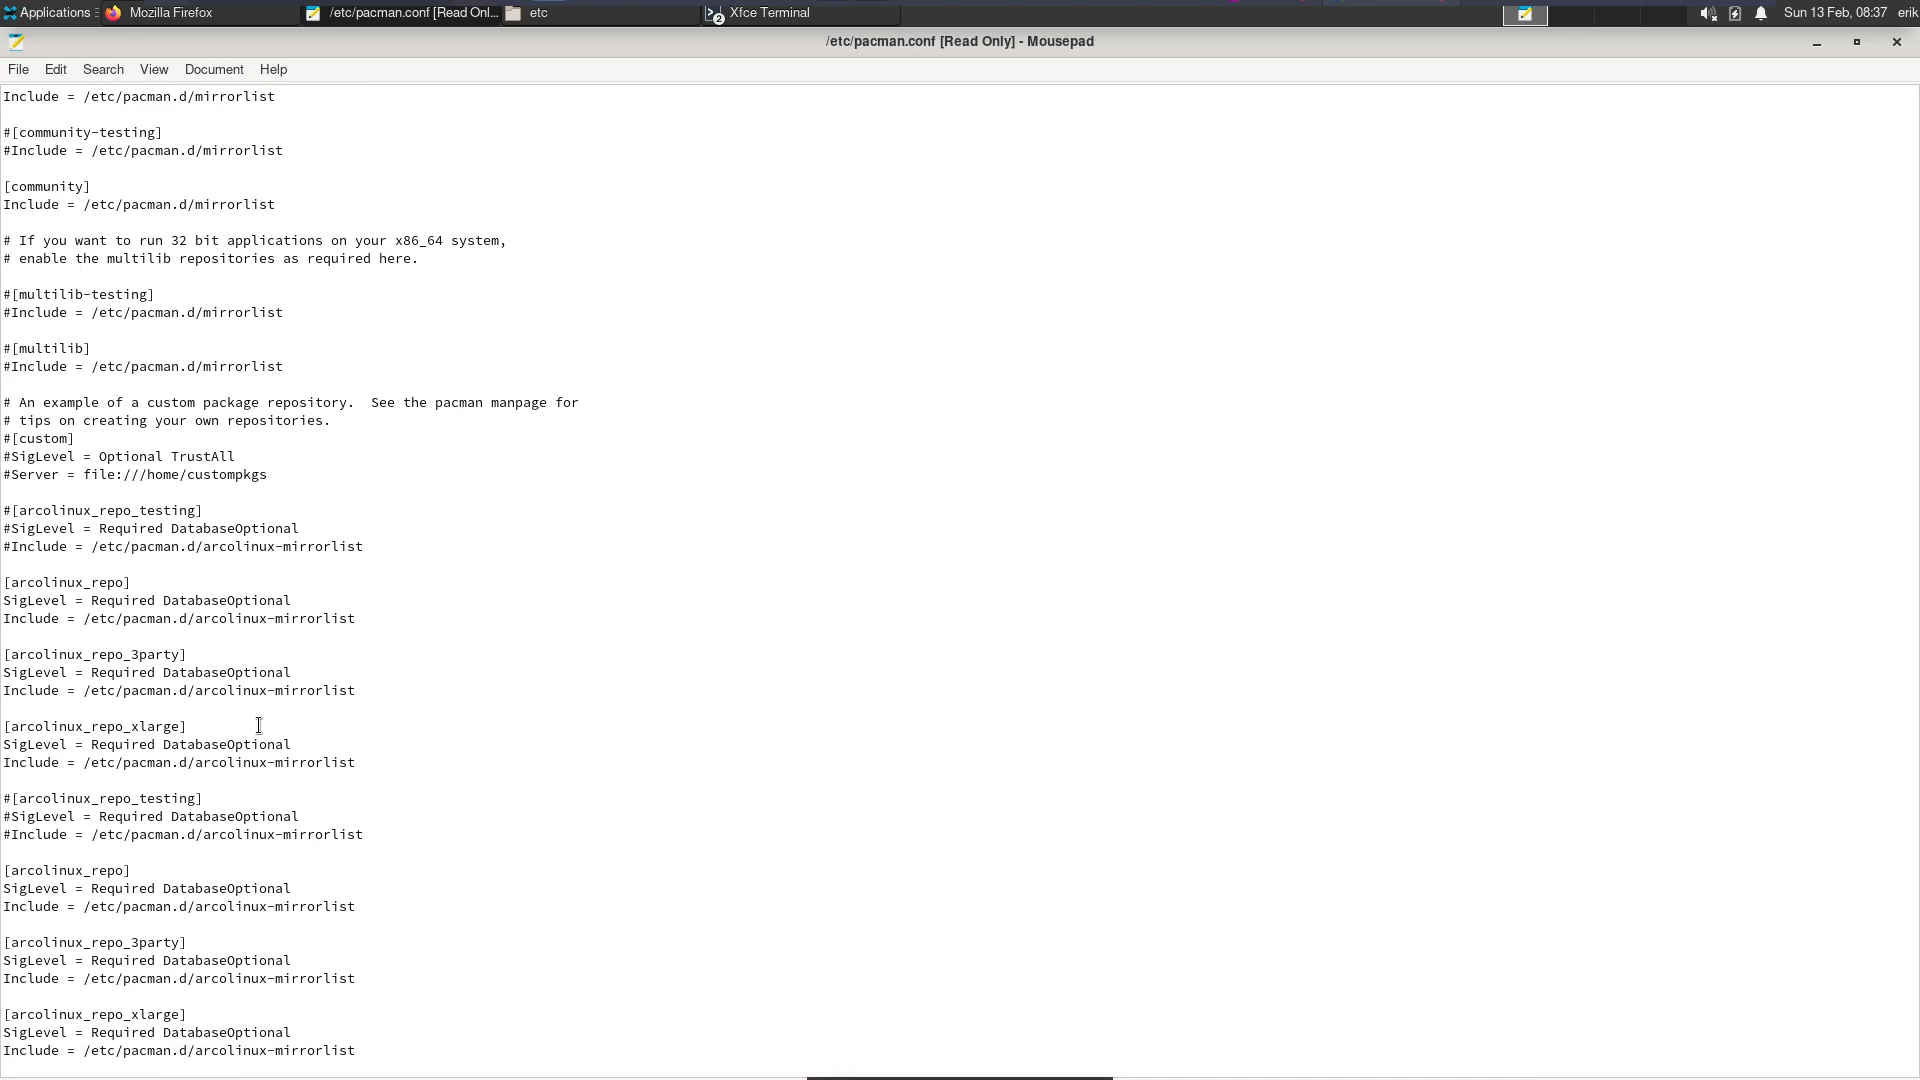 Applications Mozilla Firefox /etc/pacman.conf [Read Onl... etc 2 Xfce Terminal Sun 13 Feb, 08:37 erik
/etc/pacman.conf [Read Only] - Mousepad
File Edit Search View Document Help
Include = /etc/pacman.d/mirrorlist
#[community-testing]
#Include = /etc/pacman.d/mirrorlist
[community]
Include = /etc/pacman.d/mirrorlist
# If you want to run 32 bit applications on your x86_64 system,
# enable the multilib repositories as required here.
#[multilib-testing]
#Include = /etc/pacman.d/mirrorlist
#[multilib]
#Include = /etc/pacman.d/mirrorlist
# An example of a custom package repository.  See the pacman manpage for
# tips on creating your own repositories.
#[custom]
#SigLevel = Optional TrustAll
#Server = file:///home/custompkgs
#[arcolinux_repo_testing]
#SigLevel = Required DatabaseOptional
#Include = /etc/pacman.d/arcolinux-mirrorlist
[arcolinux_repo]
SigLevel = Required DatabaseOptional
Include = /etc/pacman.d/arcolinux-mirrorlist
[arcolinux_repo_3party]
SigLevel = Required DatabaseOptional
Include = /etc/pacman.d/arcolinux-mirrorlist
[arcolinux_repo_xlarge]
SigLevel = Required DatabaseOptional
Include = /etc/pacman.d/arcolinux-mirrorlist
#[arcolinux_repo_testing]
#SigLevel = Required DatabaseOptional
#Include = /etc/pacman.d/arcolinux-mirrorlist
[arcolinux_repo]
SigLevel = Required DatabaseOptional
Include = /etc/pacman.d/arcolinux-mirrorlist
[arcolinux_repo_3party]
SigLevel = Required DatabaseOptional
Include = /etc/pacman.d/arcolinux-mirrorlist
[arcolinux_repo_xlarge]
SigLevel = Required DatabaseOptional
Include = /etc/pacman.d/arcolinux-mirrorlist